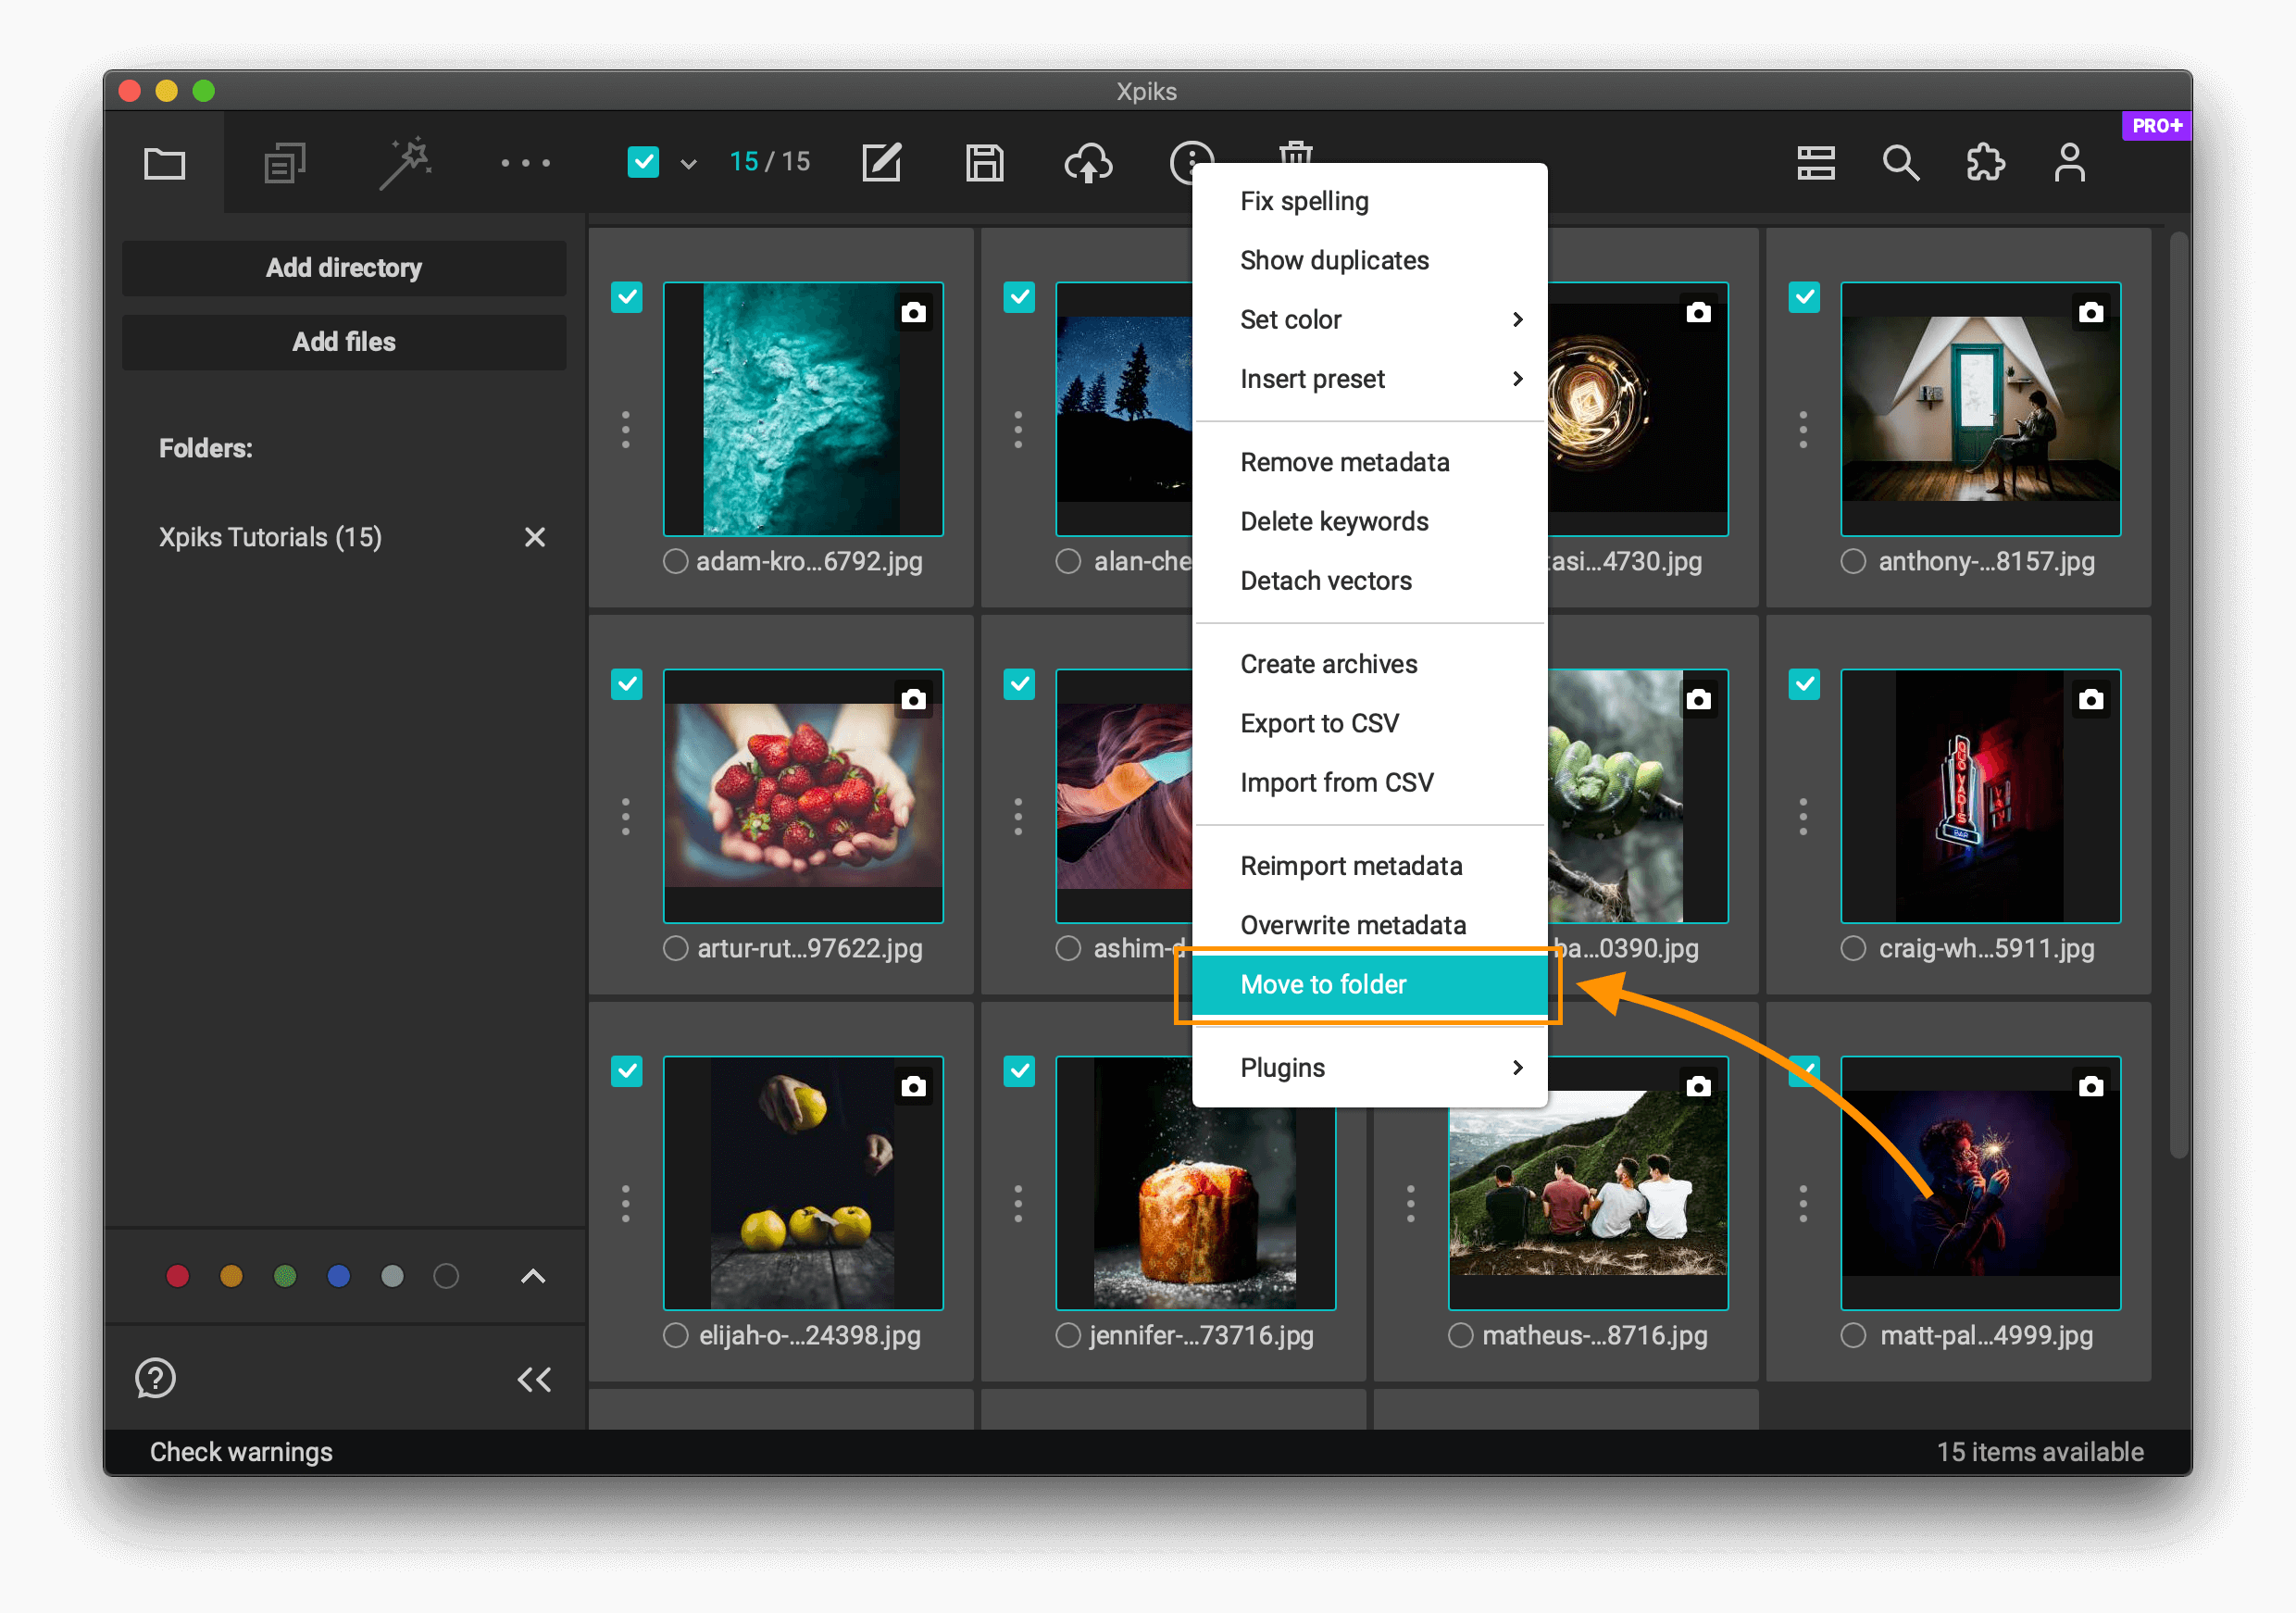 Xpiks
PRO+
15 / 15
Add directory
Add files
Folders:
Xpiks Tutorials (15)
Fix spelling
Show duplicates
Set color
Insert preset
Remove metadata
Delete keywords
Detach vectors
Create archives
Export to CSV
Import from CSV
Reimport metadata
Overwrite metadata
Move to folder
Plugins
adam-kro...6792.jpg
alan-che
tasi...4730.jpg
anthony-...8157.jpg
artur-rut...97622.jpg
ashim-d
ba...0390.jpg
craig-wh...5911.jpg
QUO VADIS
BAR
elijah-o-...24398.jpg
jennifer-...73716.jpg
matheus-...8716.jpg
matt-pal...4999.jpg
Check warnings
15 items available